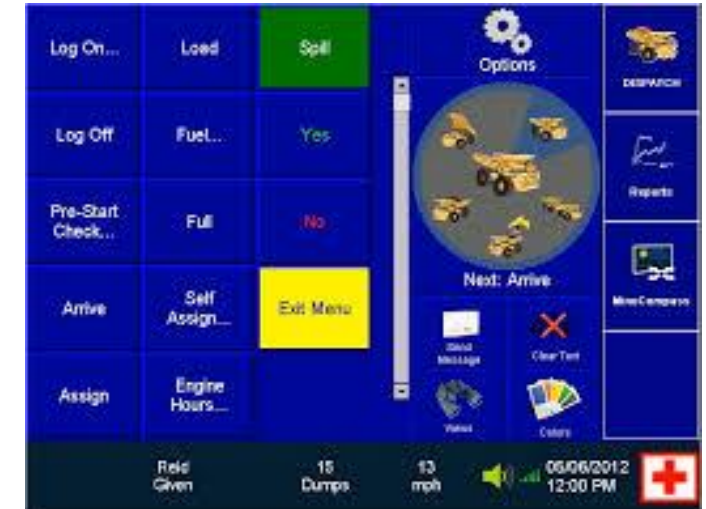 Log On...
Load
Spill
Options
DISPATCH
Log Off
Fuel...
Yes
Reports
Pre-Start
Check...
Full
No
Next: Arrive
MineCompass
Arrive
Self
Assign...
Exit Menu
Send
Message
Clear Text
Assign
Engine
Hours...
Views
Colors
Reid
Given
15
Dumps
13
mph
06/06/2012
12:00 PM